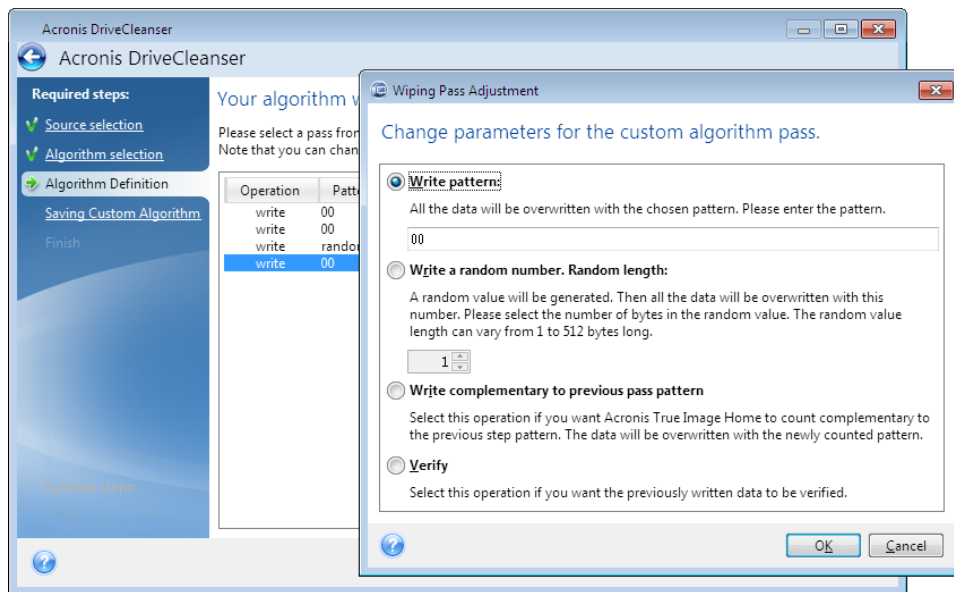 Acronis DriveCleanser
Acronis DriveCleanser
Required steps:
Source selection
Algorithm selection
Algorithm Definition
Saving Custom Algorithm
Finish
Your algorithm
Please select a pass
Note that you can
Operation
write 00
write 00
write
write 00
Wiping Pass Adjustment
Change parameters for the custom algorithm pass.
Write pattern:
All the data will be overwritten with the chosen pattern. Please enter the pattern.
00
Write a random number. Random length:
A random value will be generated. Then all the data will be overwritten with this
number. Please select the number of bytes in the random value. The random value
length can vary from 1 to 512 bytes long.
1
Write complementary to previous pass pattern
Select this operation if you want Acronis True Image Home to count complementary to
the previous step pattern. The data will be overwritten with the newly counted pattern.
Verify
Select this operation if you want the previously written data to be verified.
OK
Cancel